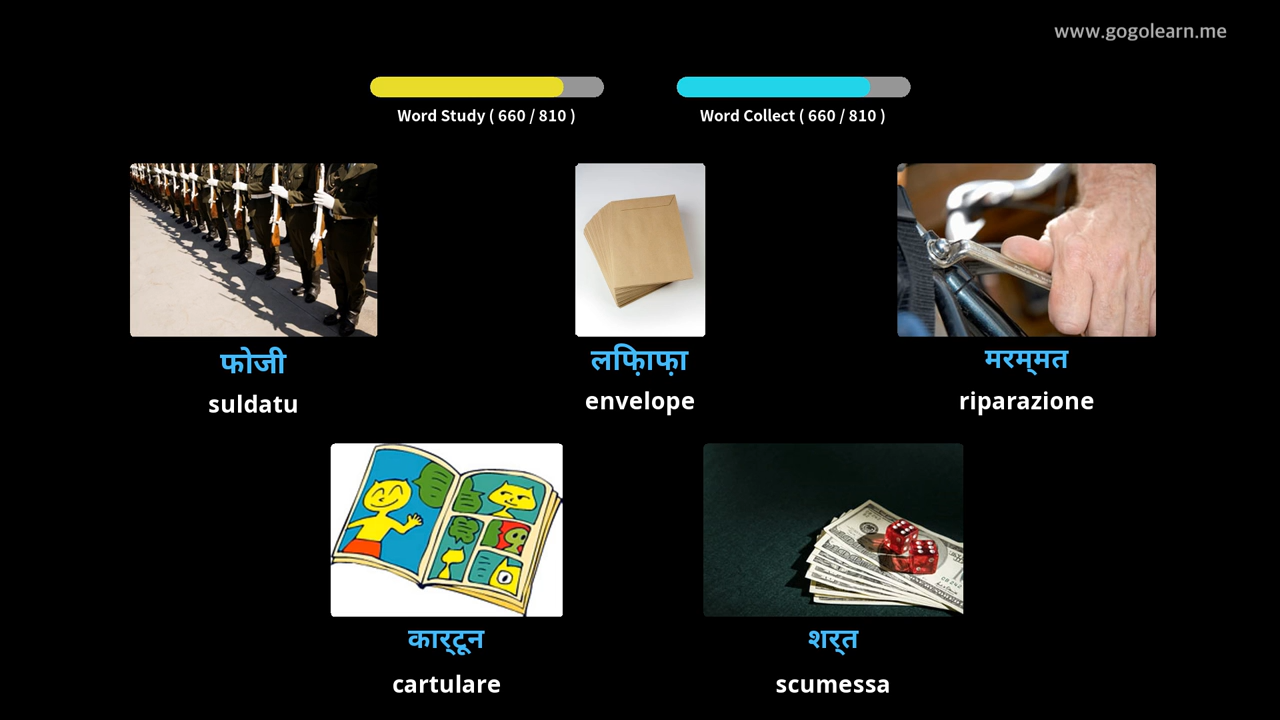 www.gogolearn.me
Word Study ( 660 / 810 )
Word Collect ( 660 / 810 )
फोजी
suldatu
लफ़ािफ़ा
envelope
मरम्‌मत
riparazione
कार्‌टून
cartulare
शर्‌त
scumessa